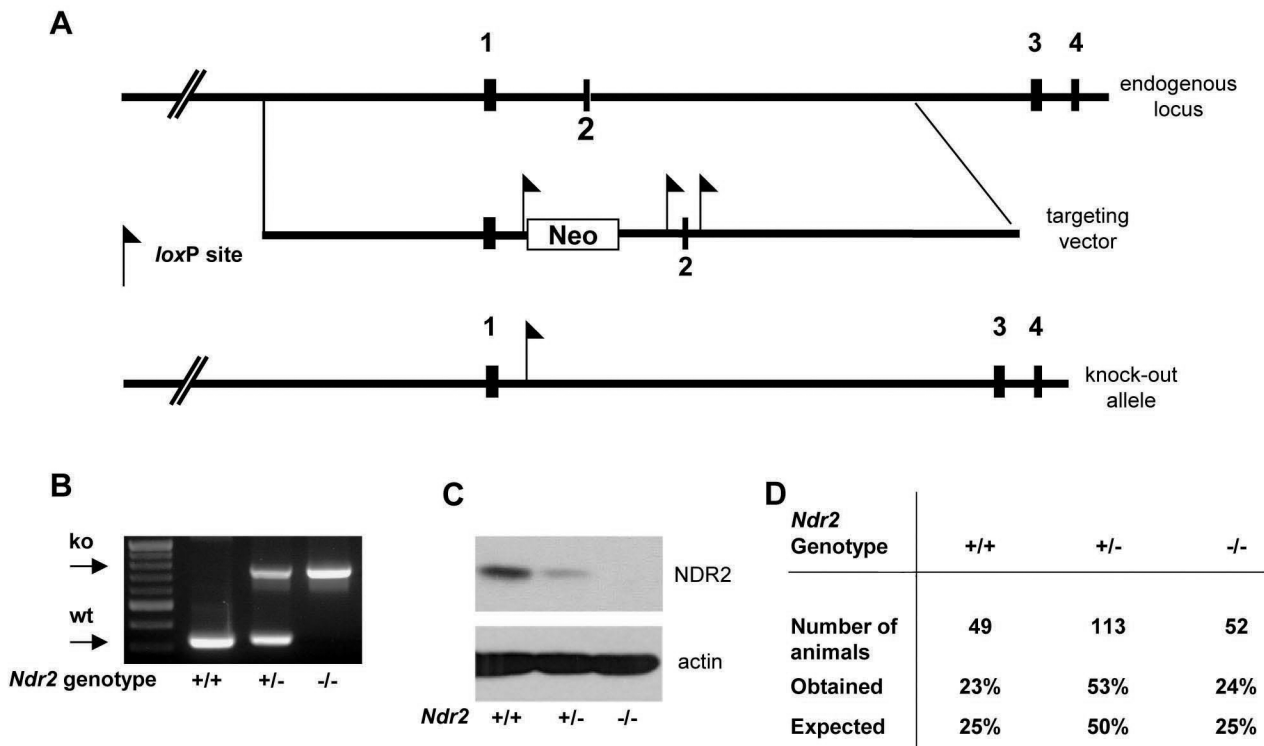 A
1
3 4
endogenous
locus
2
targeting
vector
Neo
loxP site
2
1
3 4
knock-out
allele
B
ko
wt
Ndr2 genotype +/+ +/- -/-
C
NDR2
actin
Ndr2 +/+ +/- -/-
D
Ndr2
Genotype +/+ +/- -/-
Number of
animals 49 113 52
Obtained 23% 53% 24%
Expected 25% 50% 25%